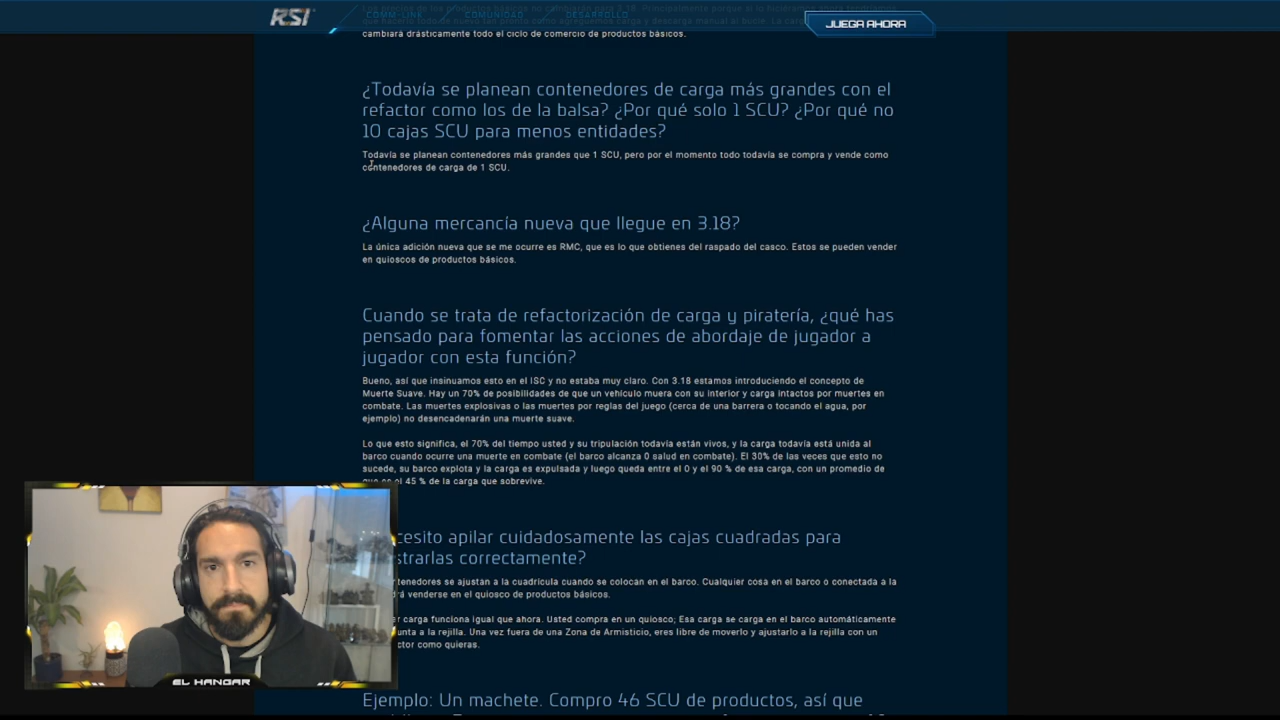 RSI
COMM-LINK COMUNIDAD DESARROLLO
JUEGA AHORA
cambiará drásticamente todo el ciclo de comercio de productos básicos.
¿Todavía se planean contenedores de carga más grandes con el
refactor como los de la balsa? ¿Por qué solo 1 SCU? ¿Por qué no
10 cajas SCU para menos entidades?
Todavía se planean contenedores más grandes que 1 SCU, pero por el momento todo todavía se compra y vende como
contenedores de carga de 1 SCU.
¿Alguna mercancía nueva que llegue en 3.18?
La única adición nueva que se me ocurre es RMC, que es lo que obtienes del raspado del casco. Estos se pueden vender
en quioscos de productos básicos.
Cuando se trata de refactorización de carga y piratería, ¿qué has
pensado para fomentar las acciones de abordaje de jugador a
jugador con esta función?
Bueno, así que insinuamos esto en el ISC y no estaba muy claro. Con 3.18 estamos introduciendo el concepto de
Muerte Suave. Hay un 70% de posibilidades de que un vehículo muera con su interior y carga intactos por muertes en
combate. Las muertes explosivas o las muertes por reglas del juego (cerca de una barrera o tocando el agua, por
ejemplo) no desencadenarán una muerte suave.
Lo que esto significa, el 70% del tiempo usted y su tripulación todavía están vivos, y la carga todavía está unida al
barco cuando ocurre una muerte en combate (el barco alcanza 0 salud en combate). El 30% de las veces que esto no
sucede, su barco explota y la carga es expulsada y luego queda entre el 0 y el 90 % de esa carga, con un promedio de
que es el 45 % de la carga que sobrevive.
cesito apilar cuidadosamente las cajas cuadradas para
strarlas correctamente?
tenedores se ajustan a la cuadrícula cuando se colocan en el barco. Cualquier cosa en el barco o conectada a la
drá venderse en el quiosco de productos básicos.
er carga funciona igual que ahora. Usted compra en un quiosco; Esa carga se carga en el barco automáticamente
unta a la rejilla. Una vez fuera de una Zona de Armisticio, eres libre de moverlo y ajustarlo a la rejilla con un
ctor como quieras.
EL HANGAR
Ejemplo: Un machete. Compro 46 SCU de productos, así que